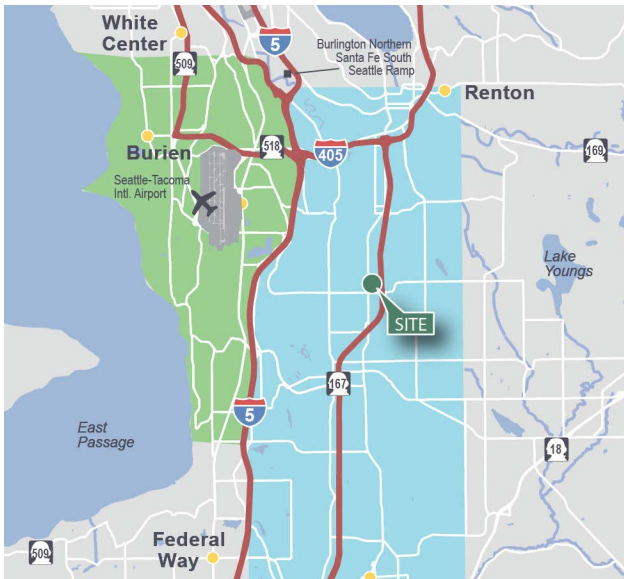 White
Center
509
5
Burlington Northern
Santa Fe South
Seattle Ramp
Renton
Burien
518
405
169
Seattle-Tacoma
Intl. Airport
Lake
Youngs
SITE
167
5
East
Passage
18
Federal
Way
509